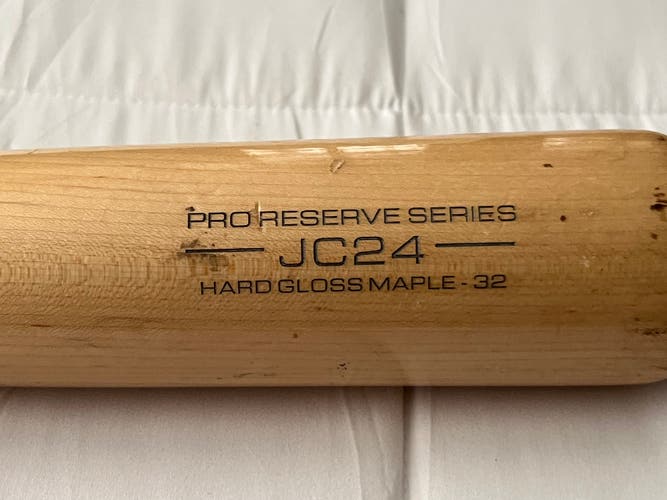 PRO RESERVE SERIES
JC24
HARD GLOSS MAPLE - 32